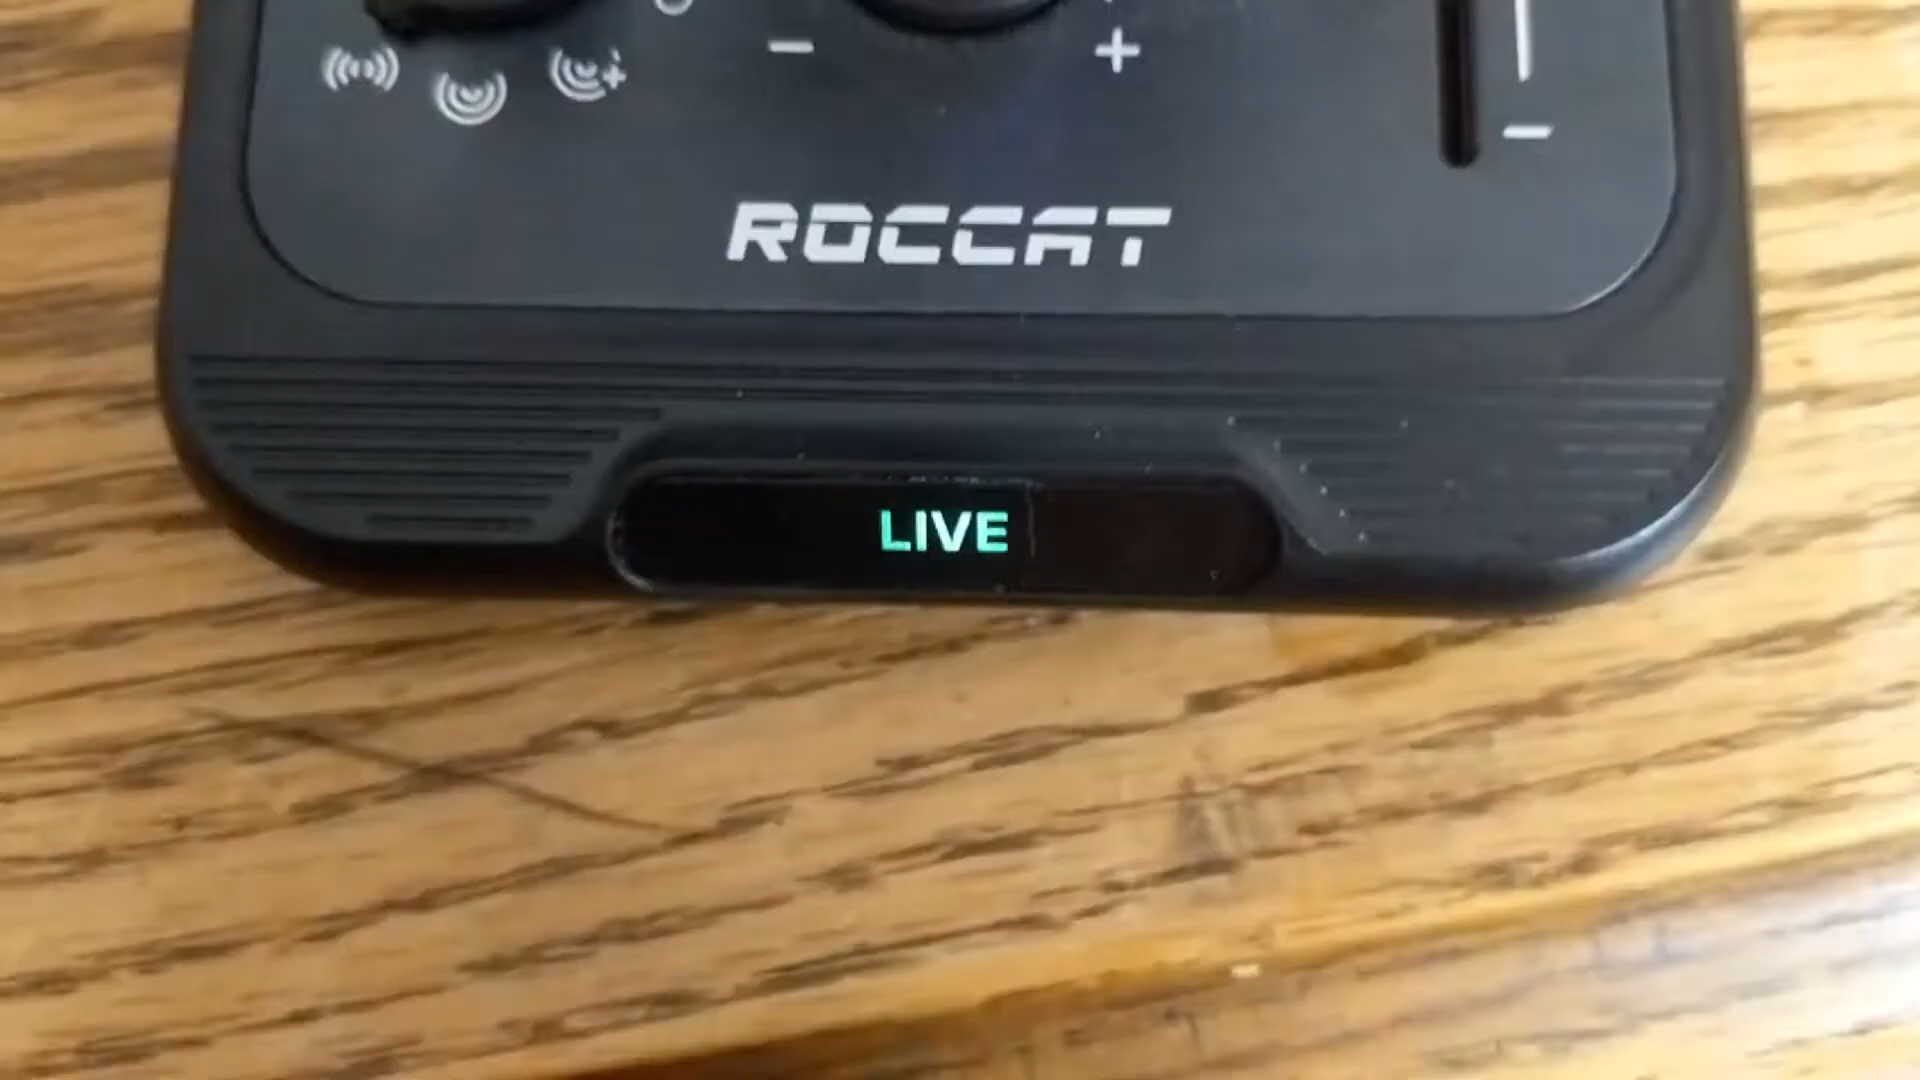 - +
-
ROCCAT
LIVE